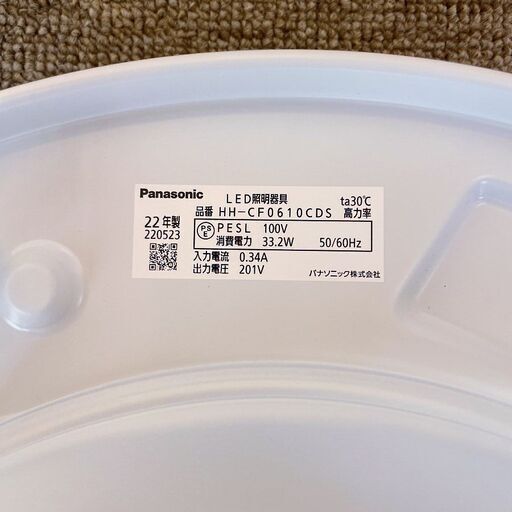 Panasonic LED照明器具 ta30℃
品番 HH-CF0610CDS 高力率
22年製 PSE PESL 100V
220523 消費電力 33.2W 50/60Hz
入力電流 0.34A
出力電圧 201V パナソニック株式会社